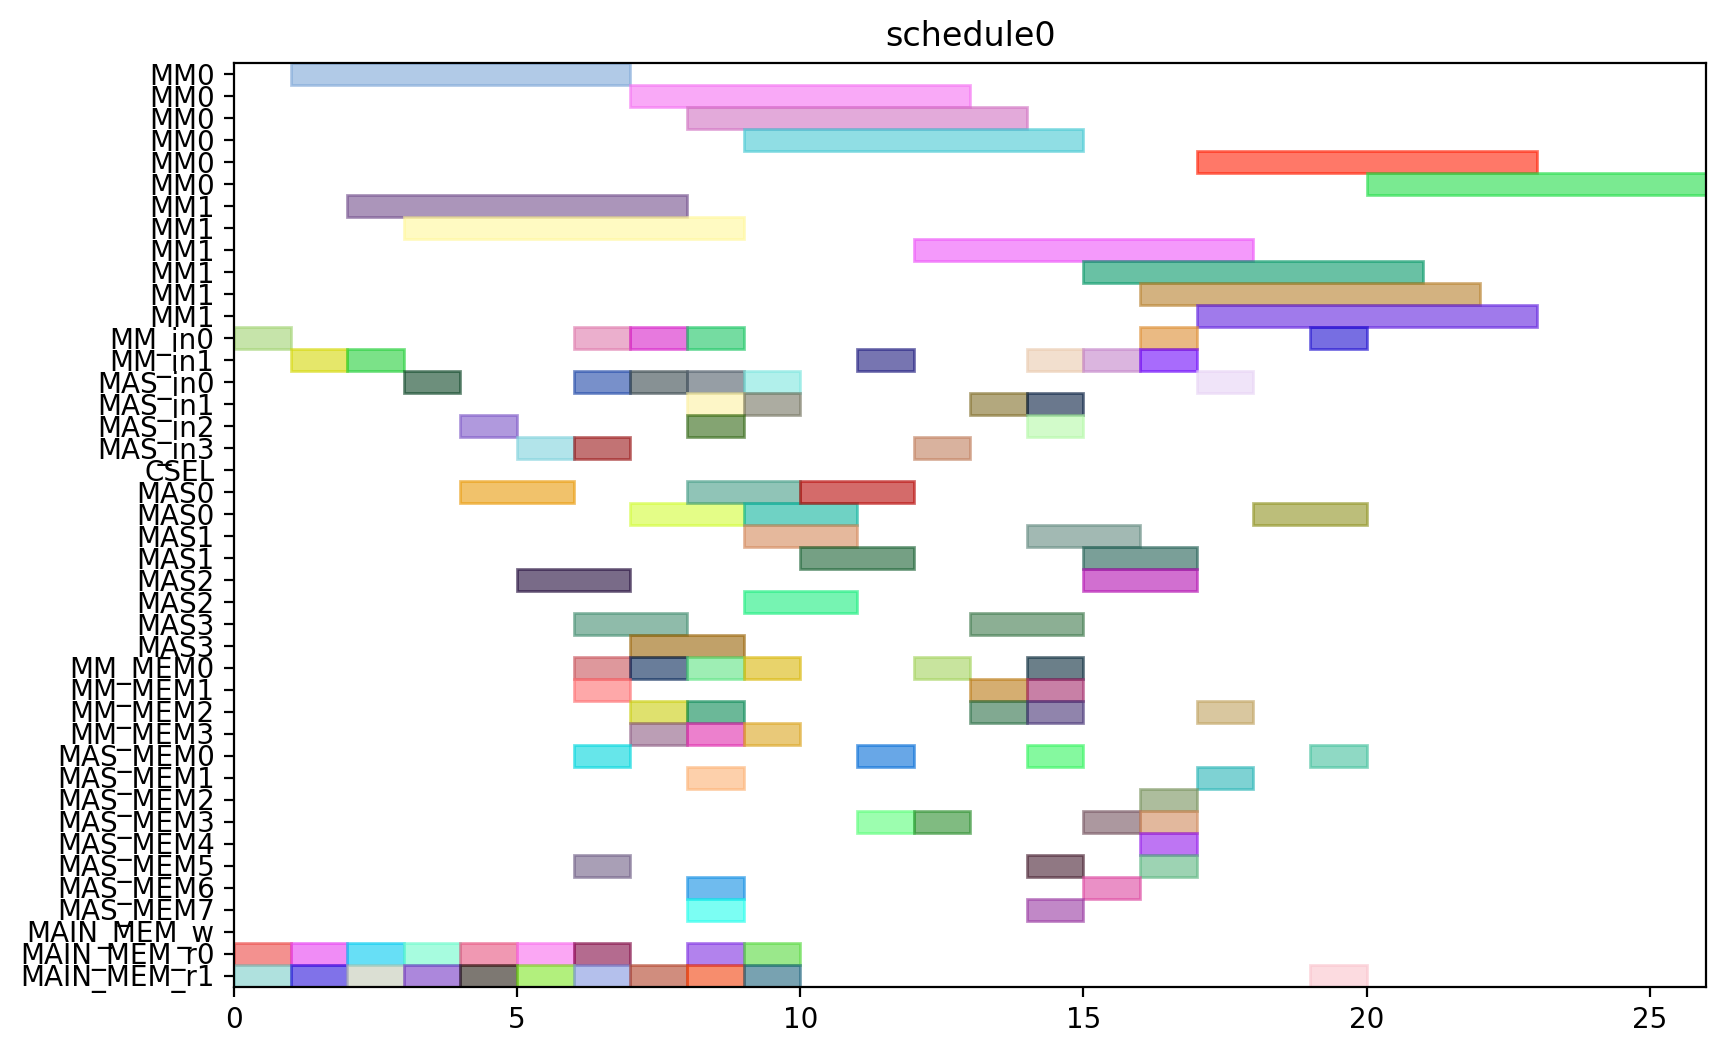 schedule0
MM0
MM0
MM0
MM0
MM0
MM0
MM1
MM1
MM1
MM1
MM1
MM1
MM_in0
MM_in1
MAS_in0
MAS_in1
MAS_in2
MAS_in3
CSEL
MAS0
MAS0
MAS1
MAS1
MAS2
MAS2
MAS3
MAS3
MM_MEM0
MM_MEM1
MM_MEM2
MM_MEM3
MAS_MEM0
MAS_MEM1
MAS_MEM2
MAS_MEM3
MAS_MEM4
MAS_MEM5
MAS_MEM6
MAS_MEM7
MAIN_MEM_w
MAIN_MEM_r0
MAIN_MEM_r1
0 5 10 15 20 25